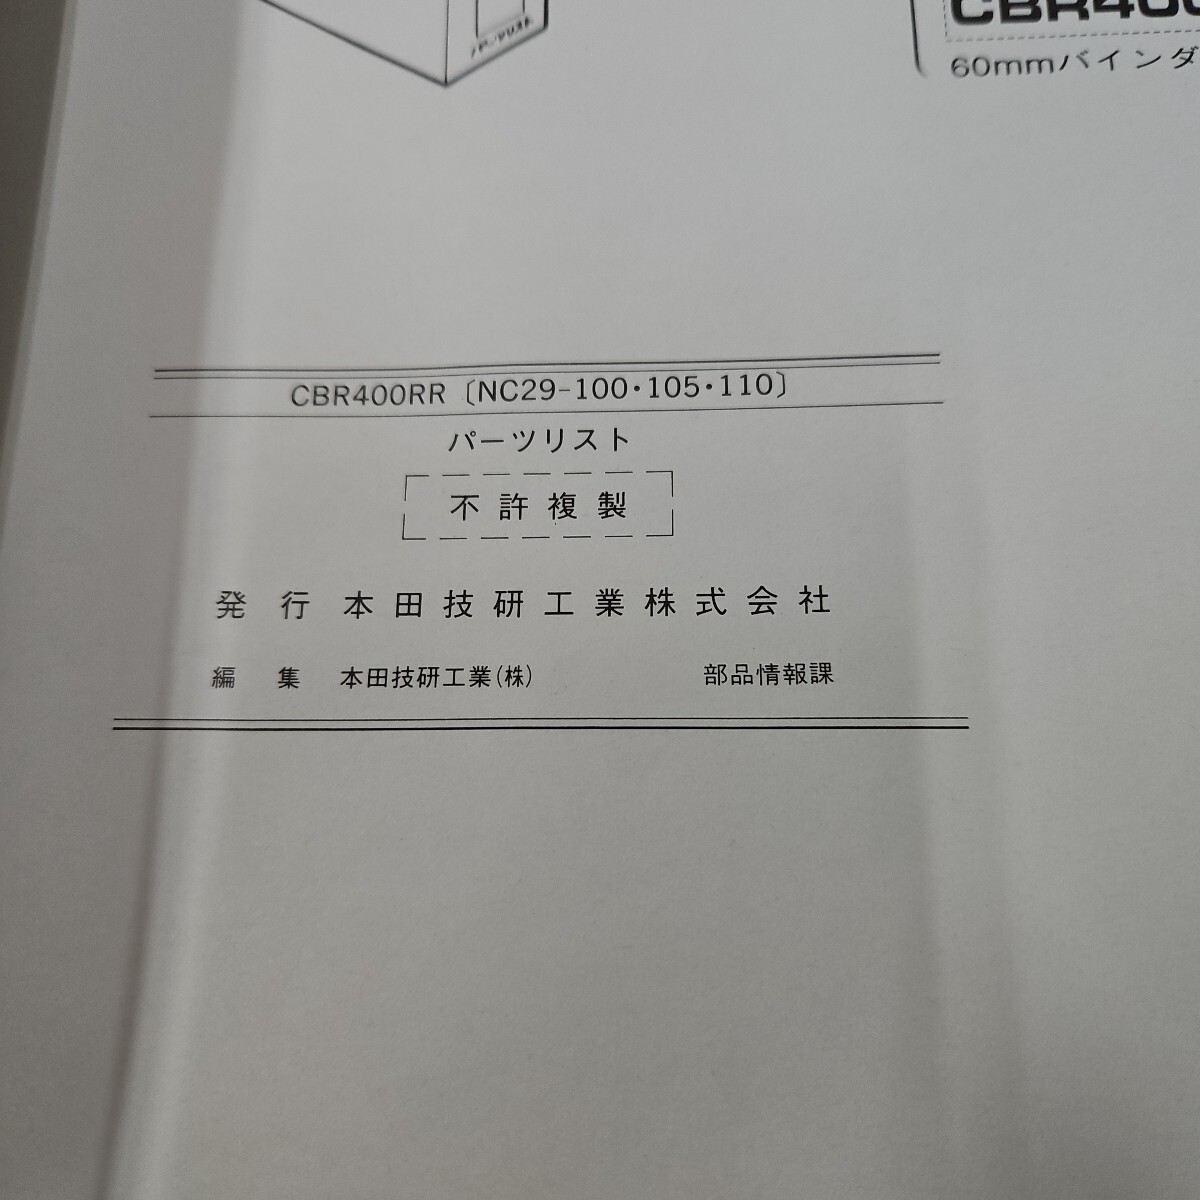 パーツリスト
CBR400
60mmバインダ
CBR400RR〔NC29-100・105・110〕
パーツリスト
不許複製
発行 本田技研工業株式会社
編集 本田技研工業(株) 部品情報課